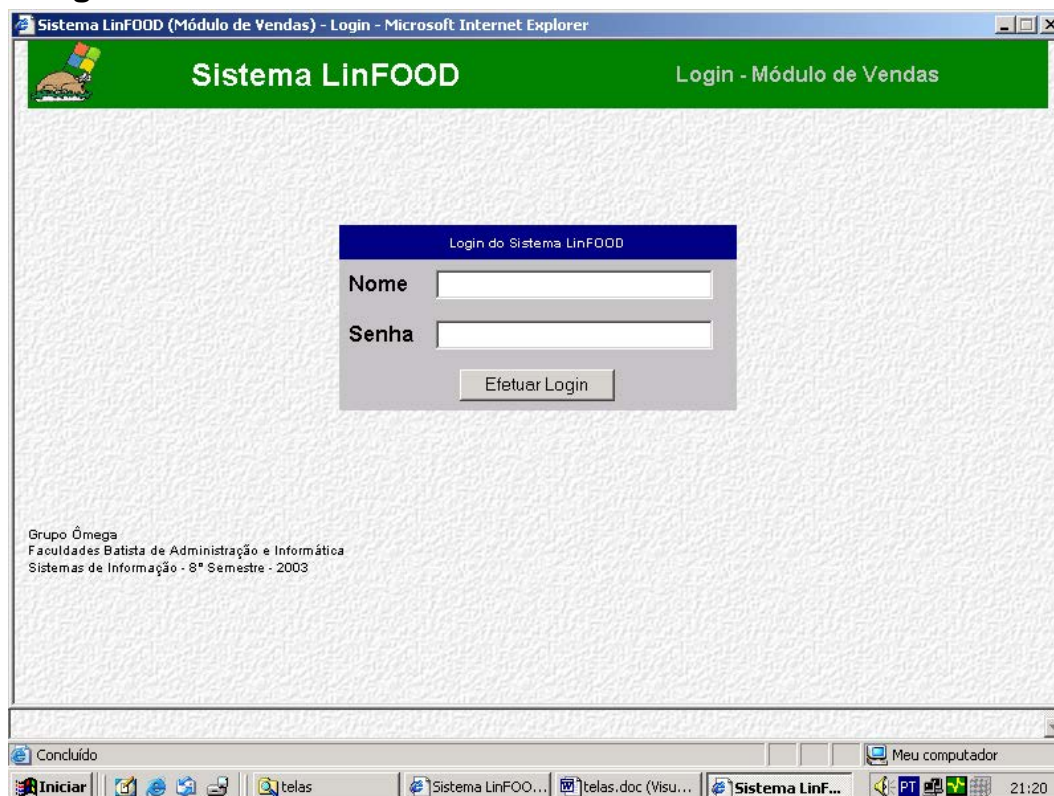 Sistema LinFOOD (Módulo de Vendas) - Login - Microsoft Internet Explorer
Sistema LinFOOD
Login - Módulo de Vendas
Login do Sistema LinFOOD
Nome
Senha
Efetuar Login
Grupo Ômega
Faculdades Batista de Administração e Informática
Sistemas de Informação - 8º Semestre - 2003
Concluído
Meu computador
Iniciar
telas
Sistema LinFOO...
telas.doc (Visu...
Sistema LinF...
PT
21:20